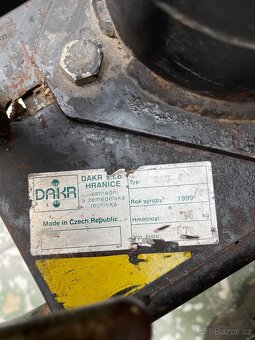 DAKR s.r.o.
HRANICE
zahradní
a zemědělská
technika
DAKR
Made in Czech Republic
Typ
Rok výroby: 1999
Hmotnost: kg
Výr. číslo
© Sbazoš.cz